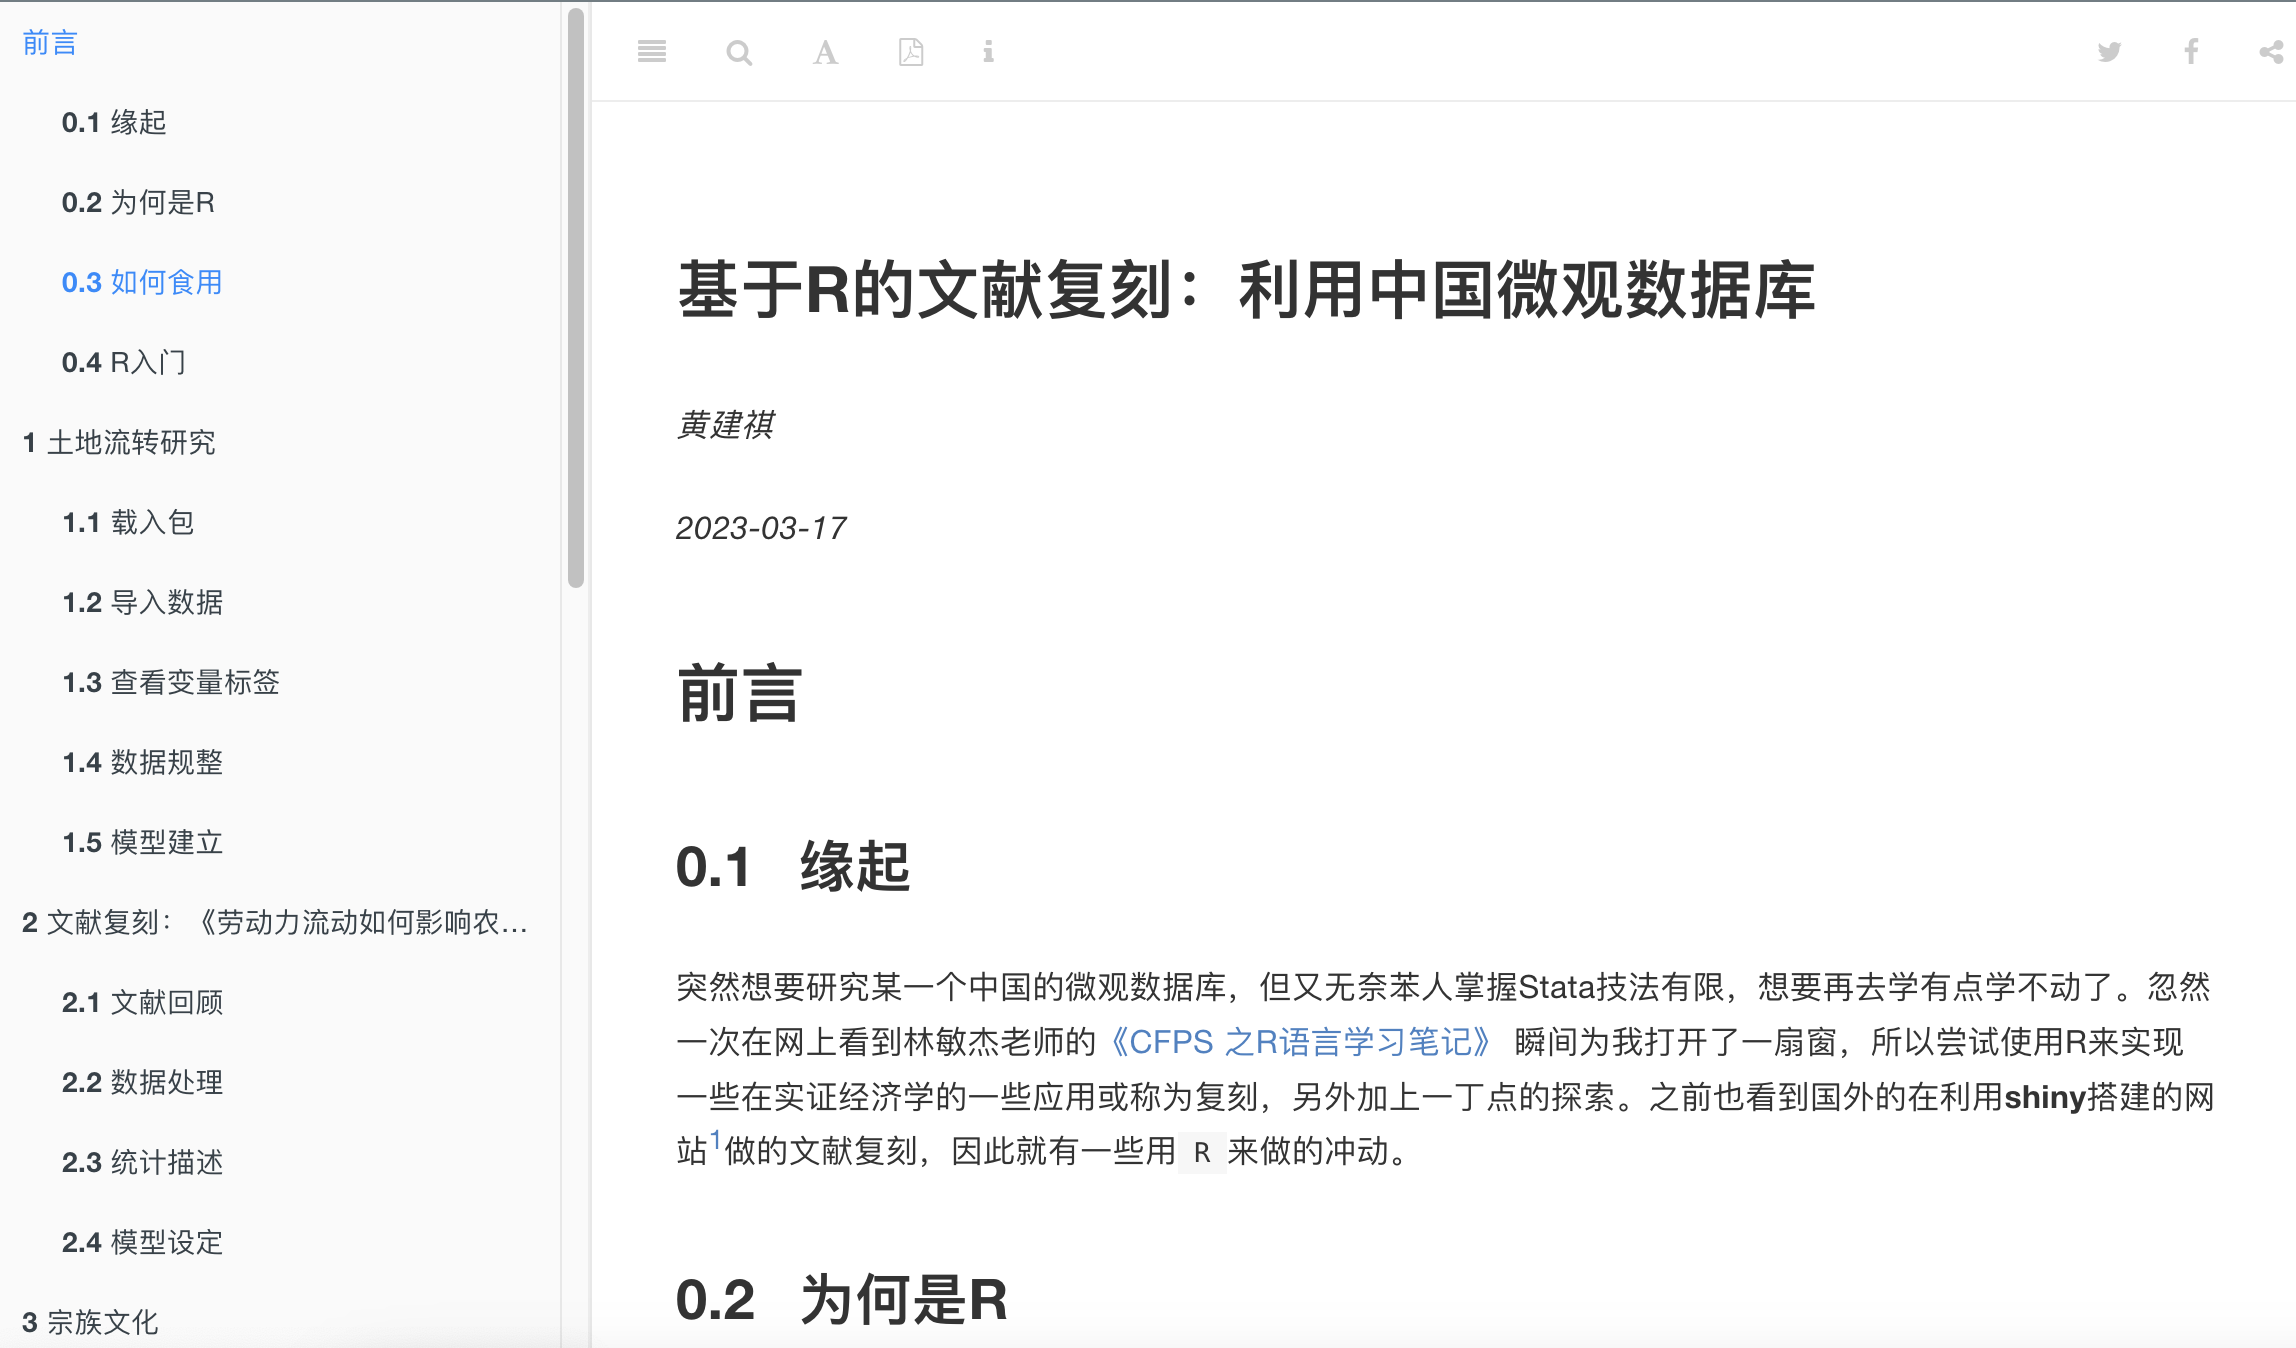 前言
0.1 缘起
0.2 为何是R
0.3 如何食用
0.4 R入门
1 土地流转研究
1.1 载入包
1.2 导入数据
1.3 查看变量标签
1.4 数据规整
1.5 模型建立
2 文献复刻：《劳动力流动如何影响农…
2.1 文献回顾
2.2 数据处理
2.3 统计描述
2.4 模型设定
3 宗族文化
基于R的文献复刻：利用中国微观数据库
黄建祺
2023-03-17
前言
0.1 缘起
突然想要研究某一个中国的微观数据库，但又无奈苯人掌握Stata技法有限，想要再去学有点学不动了。忽然
一次在网上看到林敏杰老师的《CFPS 之R语言学习笔记》 瞬间为我打开了一扇窗，所以尝试使用R来实现
一些在实证经济学的一些应用或称为复刻，另外加上一丁点的探索。之前也看到国外的在利用shiny搭建的网
站1做的文献复刻，因此就有一些用 R 来做的冲动。
0.2 为何是R